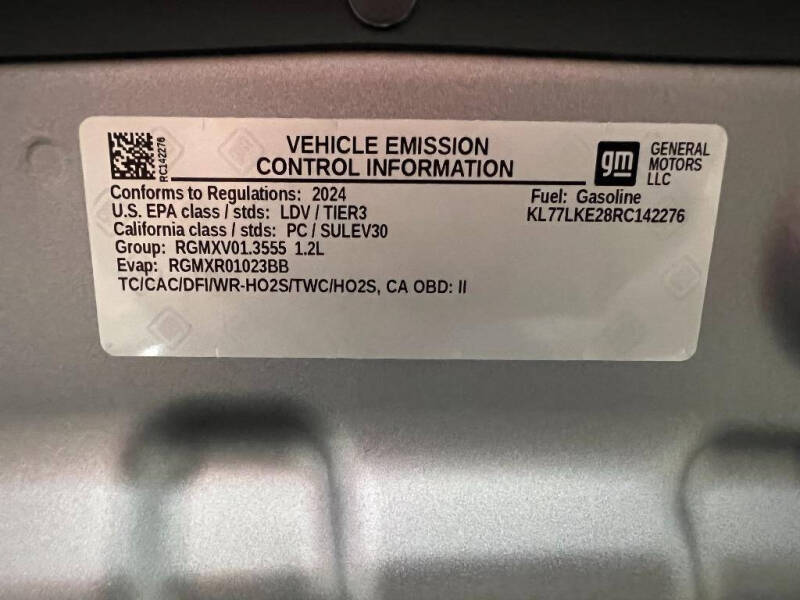 RC142276
VEHICLE EMISSION
CONTROL INFORMATION
gm
GENERAL
MOTORS
LLC
Conforms to Regulations: 2024
U.S. EPA class / stds: LDV / TIER3
California class / stds: PC / SULEV30
Group: RGMXV01.3555 1.2L
Evap: RGMXR01023BB
TC/CAC/DFI/WR-HO2S/TWC/HO2S, CA OBD: II
Fuel: Gasoline
KL77LKE28RC142276